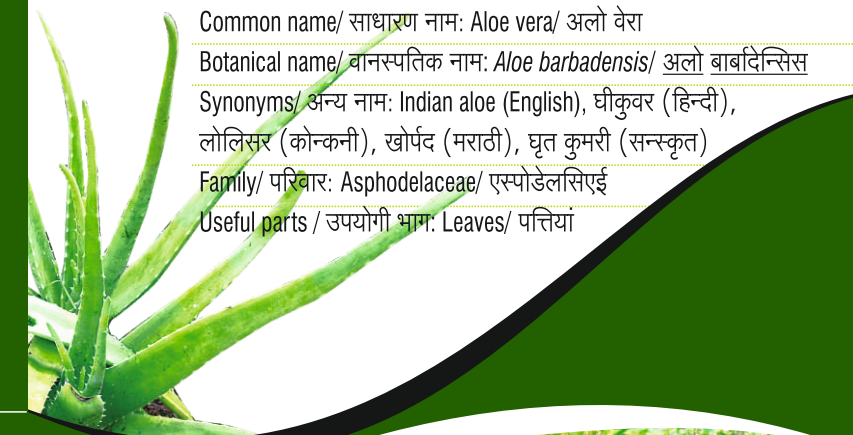 Common name/ साधारण नाम: Aloe vera/ अलो वेरा
Botanical name/ वानस्पतिक नाम: Aloe barbadensis/ अलो बार्बादेन्सिस
Synonyms/ अन्य नाम: Indian aloe (English), घीकुवर (हिन्दी),
लोलिसर (कोन्कनी), खोर्पद (मराठी), घृत कुमरी (सन्स्कृत)
Family/ परिवार: Asphodelaceae/ एस्पोडेलसिएई
Useful parts / उपयोगी भाग: Leaves/ पत्तियां